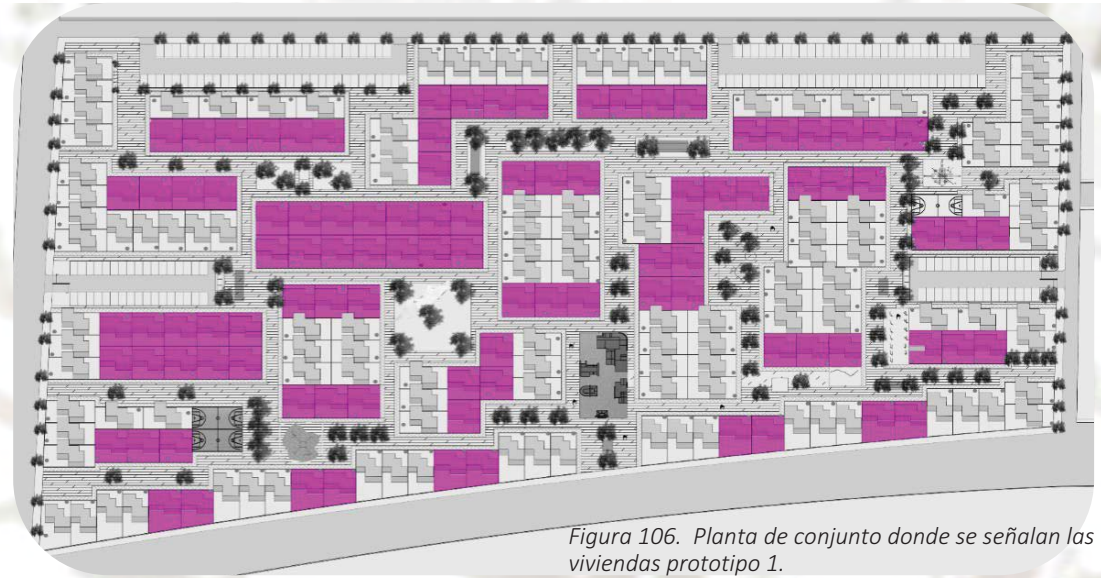 Figura 106. Planta de conjunto donde se señalan las
viviendas prototipo 1.